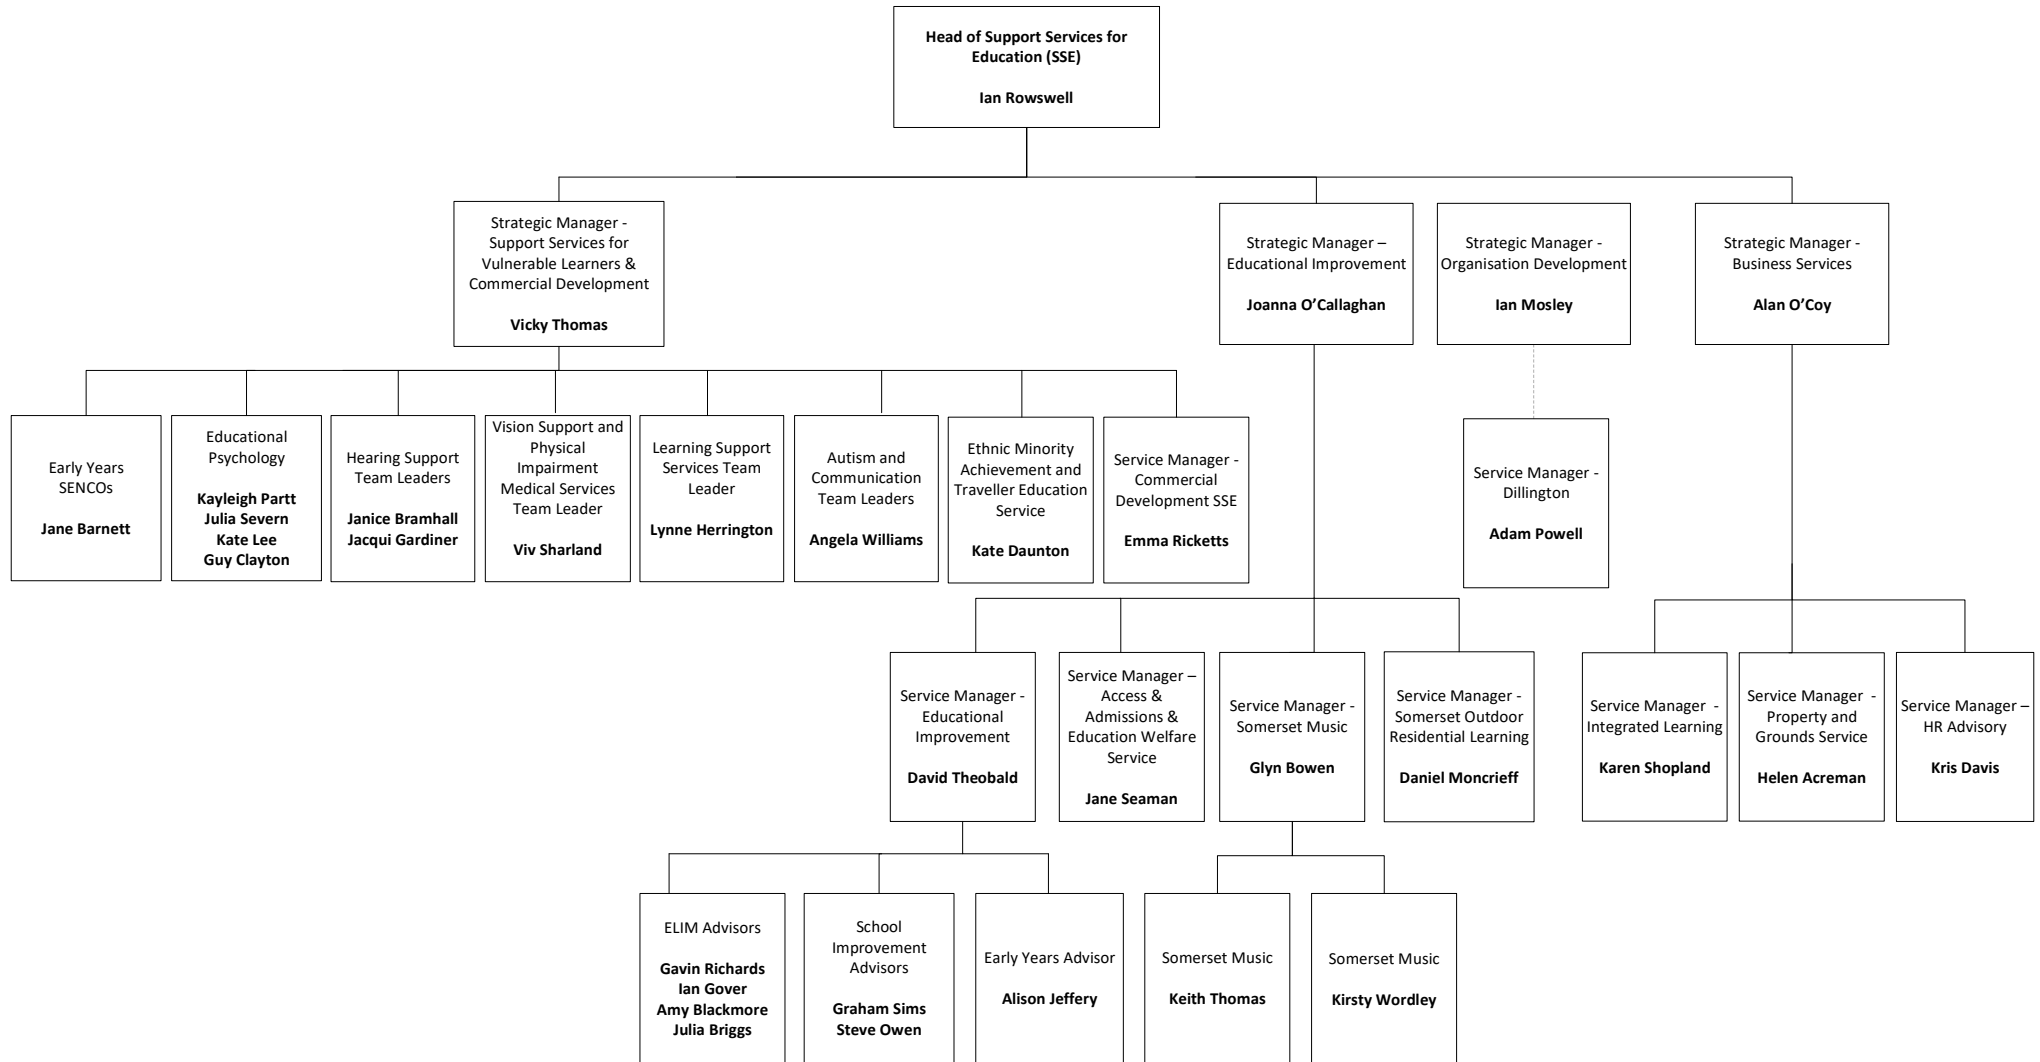 Head of Support Services for
Education (SSE)
Ian Rowswell
Strategic Manager -
Support Services for
Vulnerable Learners &
Commercial Development
Vicky Thomas
Strategic Manager –
Educational Improvement
Joanna O’Callaghan
Strategic Manager -
Organisation Development
Ian Mosley
Strategic Manager -
Business Services
Alan O’Coy
Early Years
SENCOs
Jane Barnett
Educational
Psychology
Kayleigh Partt
Julia Severn
Kate Lee
Guy Clayton
Hearing Support
Team Leaders
Janice Bramhall
Jacqui Gardiner
Vision Support and
Physical
Impairment
Medical Services
Team Leader
Viv Sharland
Learning Support
Services Team
Leader
Lynne Herrington
Autism and
Communication
Team Leaders
Angela Williams
Ethnic Minority
Achievement and
Traveller Education
Service
Kate Daunton
Service Manager -
Commercial
Development SSE
Emma Ricketts
Service Manager -
Dillington
Adam Powell
Service Manager -
Educational
Improvement
David Theobald
Service Manager –
Access &
Admissions &
Education Welfare
Service
Jane Seaman
Service Manager -
Somerset Music
Glyn Bowen
Service Manager -
Somerset Outdoor
Residential Learning
Daniel Moncrieff
Service Manager -
Integrated Learning
Karen Shopland
Service Manager -
Property and
Grounds Service
Helen Acreman
Service Manager –
HR Advisory
Kris Davis
ELIM Advisors
Gavin Richards
Ian Gover
Amy Blackmore
Julia Briggs
School
Improvement
Advisors
Graham Sims
Steve Owen
Early Years Advisor
Alison Jeffery
Somerset Music
Keith Thomas
Somerset Music
Kirsty Wordley